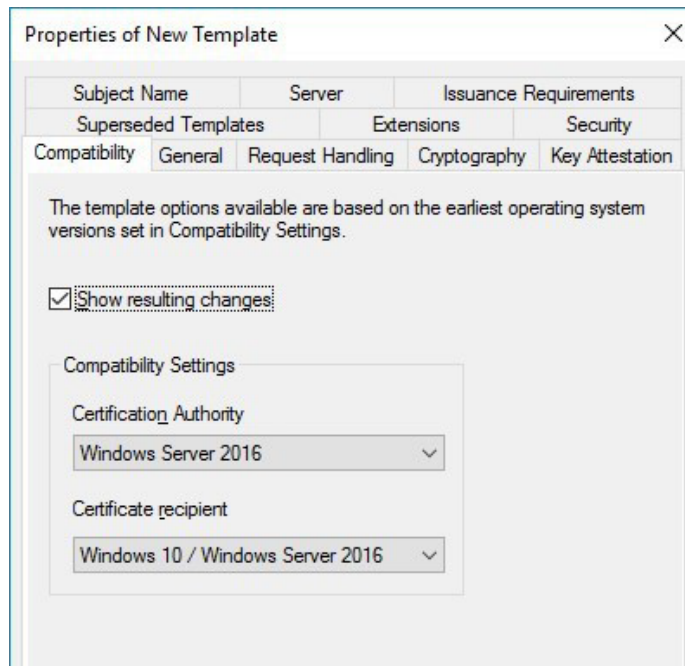 Properties of New Template
Subject Name Server Issuance Requirements
Superseded Templates Extensions Security
Compatibility General Request Handling Cryptography Key Attestation
The template options available are based on the earliest operating system
versions set in Compatibility Settings.
Show resulting changes
Compatibility Settings
Certification Authority
Windows Server 2016
Certificate recipient
Windows 10 / Windows Server 2016